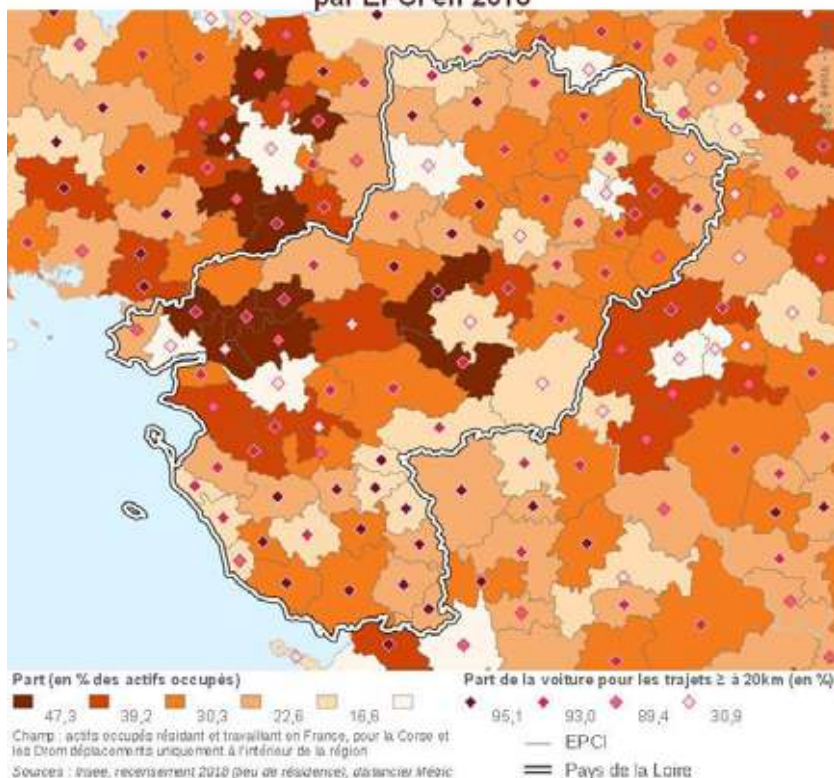 par EPCI en 2018
Part (en % des actifs occupés)
47,3 39,2 30,3 22,6 16,6
Champ : actifs occupés résidant et travaillant en France, pour la Corse et
les Drom déplacements uniquement à l'intérieur de la région
Sources : Insee, recensement 2018 (lieu de résidence), distancier Metric
Part de la voiture pour les trajets ≥ à 20km (en %)
95,1 93,0 89,4 30,9
EPCI
Pays de la Loire